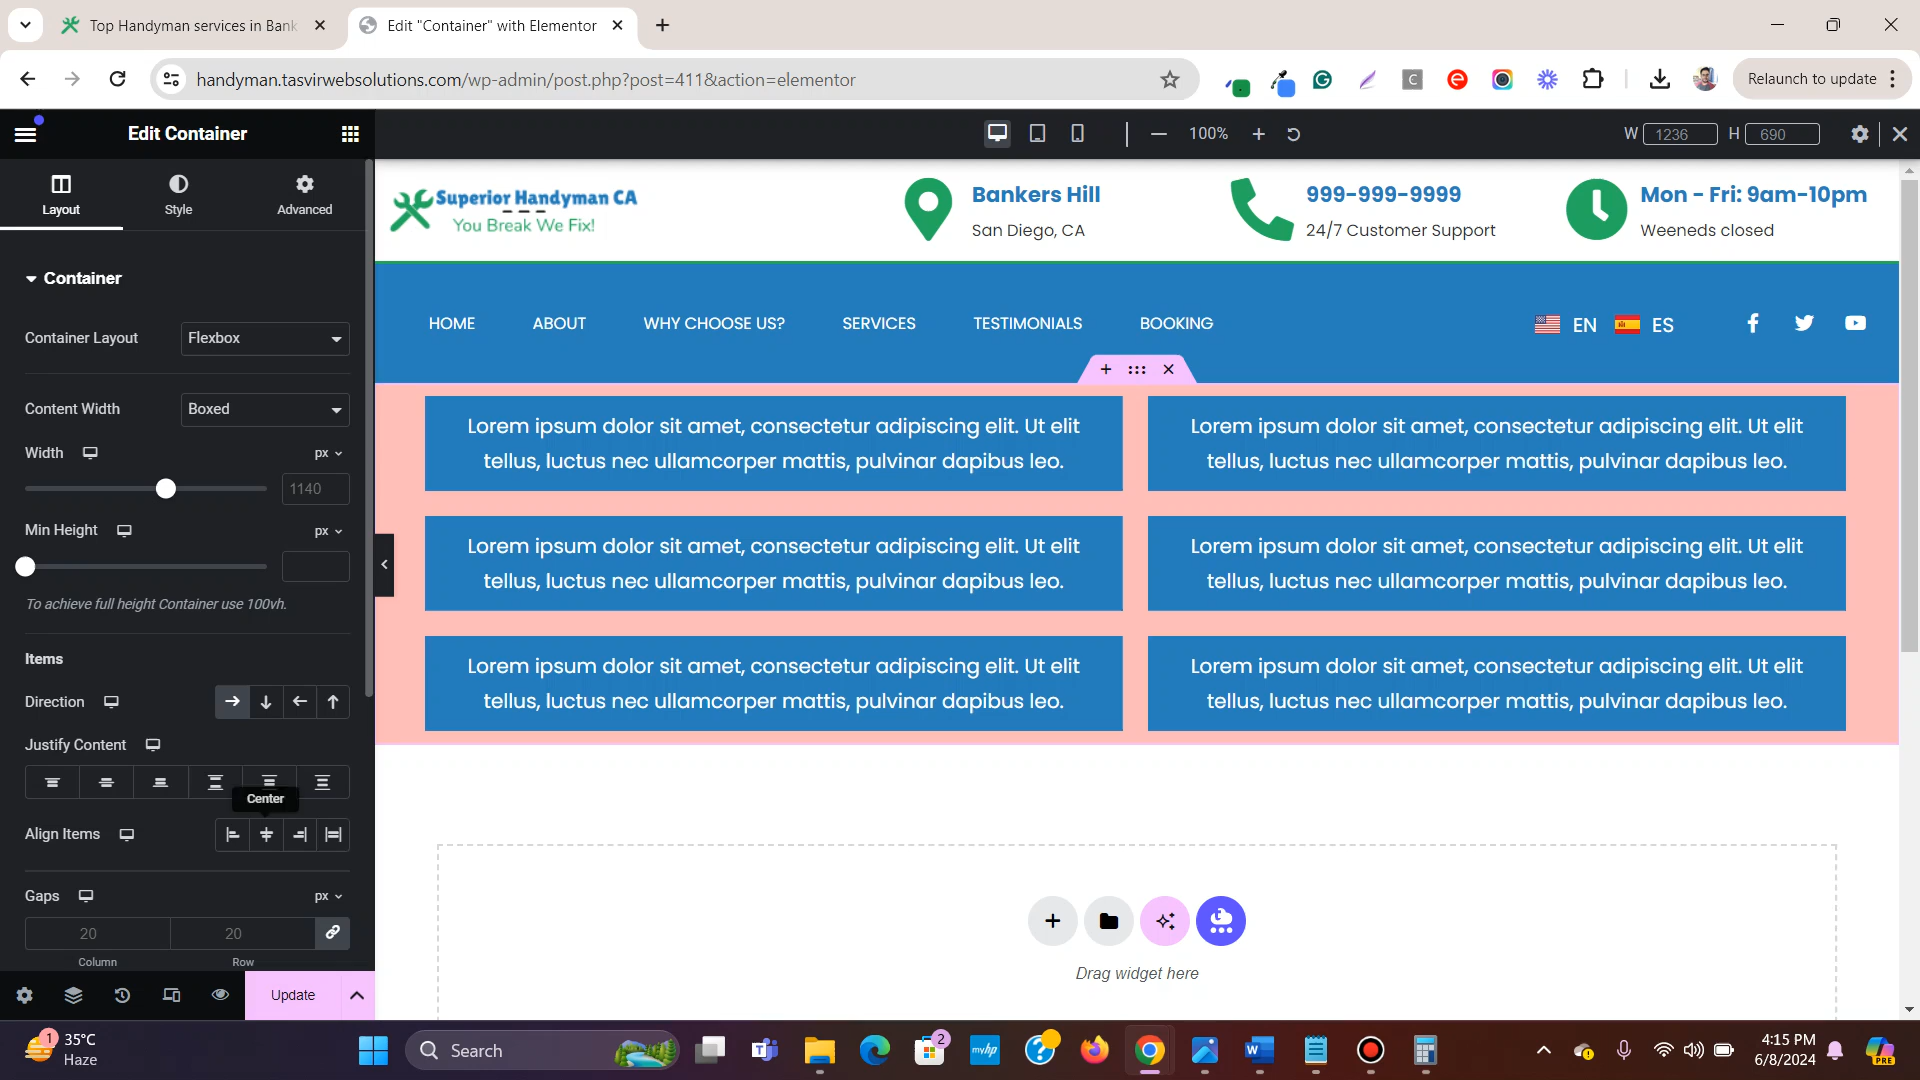 Top Handyman services in Bank
Edit "Container" with Elementor
handyman.tasvirwebsolutions.com/wp-admin/post.php?post=411&action=elementor
Relaunch to update
Edit Container
100%
W 1236 H 690
Layout
Style
Advanced
Container
Container Layout Flexbox
Content Width Boxed
Width px
1140
Min Height px
To achieve full height Container use 100vh.
Items
Direction
Justify Content
Center
Align Items
Gaps px
20 20
Column Row
Update
Superior Handyman CA
You Break We Fix!
Bankers Hill
San Diego, CA
999-999-9999
24/7 Customer Support
Mon - Fri: 9am-10pm
Weeneds closed
HOME ABOUT WHY CHOOSE US? SERVICES TESTIMONIALS BOOKING EN ES
Lorem ipsum dolor sit amet, consectetur adipiscing elit. Ut elit
tellus, luctus nec ullamcorper mattis, pulvinar dapibus leo.
Lorem ipsum dolor sit amet, consectetur adipiscing elit. Ut elit
tellus, luctus nec ullamcorper mattis, pulvinar dapibus leo.
Lorem ipsum dolor sit amet, consectetur adipiscing elit. Ut elit
tellus, luctus nec ullamcorper mattis, pulvinar dapibus leo.
Lorem ipsum dolor sit amet, consectetur adipiscing elit. Ut elit
tellus, luctus nec ullamcorper mattis, pulvinar dapibus leo.
Lorem ipsum dolor sit amet, consectetur adipiscing elit. Ut elit
tellus, luctus nec ullamcorper mattis, pulvinar dapibus leo.
Lorem ipsum dolor sit amet, consectetur adipiscing elit. Ut elit
tellus, luctus nec ullamcorper mattis, pulvinar dapibus leo.
Drag widget here
1
35°C
Haze
Search
2
mvhp
4:15 PM
6/8/2024
PRE